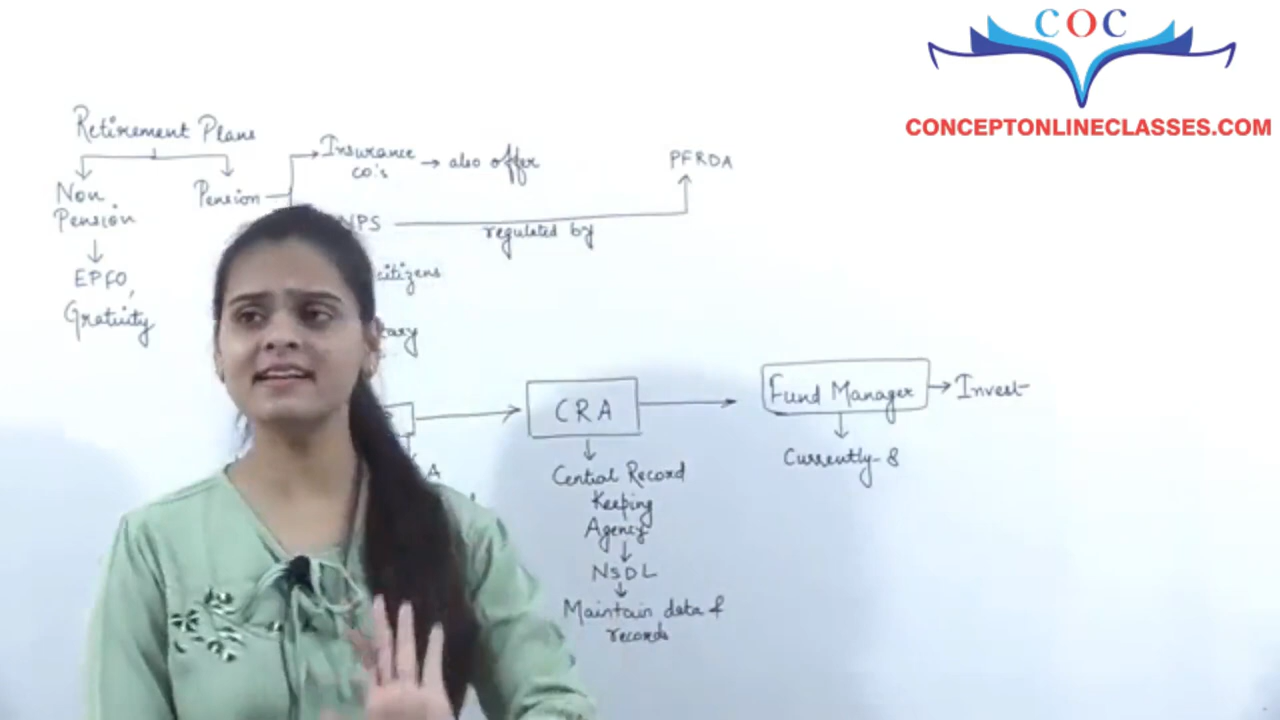 COC
CONCEPTONLINECLASSES.COM
Retirement Plans
Non Pension
Pension
EPFO,
Gratuity
Insurance
co's
also offer
NPS
regulated by
PFRDA
citizens
CRA
Central Record
Keeping
Agency
NSDL
Maintain data &
records
Fund Manager
Invest
Currently - 8